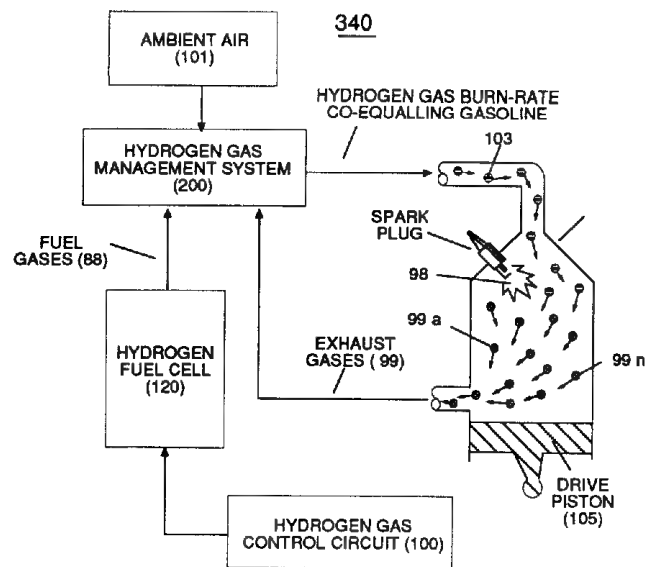 340
AMBIENT AIR
(101)
HYDROGEN GAS BURN-RATE
CO-EQUALLING GASOLINE
103
HYDROGEN GAS
MANAGEMENT SYSTEM
(200)
SPARK
PLUG
FUEL
GASES (88)
98
99 a
EXHAUST
GASES (99)
99 n
HYDROGEN
FUEL CELL
(120)
DRIVE
PISTON
(105)
HYDROGEN GAS
CONTROL CIRCUIT (100)